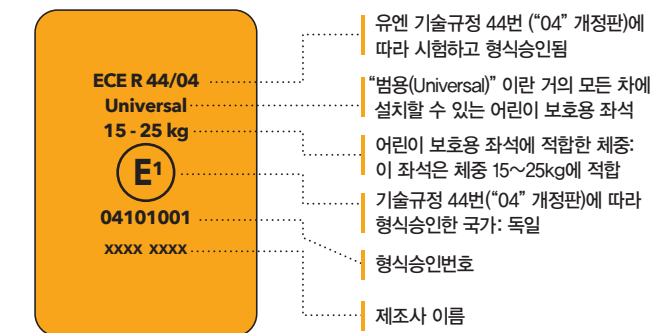 ECE R 44/04
Universal
15 - 25 kg
E1
04101001
xxxx xxxx
유엔 기술규정 44번 (“04” 개정판)에
따라 시험하고 형식승인됨
“범용(Universal)” 이란 거의 모든 차에
설치할 수 있는 어린이 보호용 좌석
어린이 보호용 좌석에 적합한 체중:
이 좌석은 체중 15~25kg에 적합
기술규정 44번(“04” 개정판)에 따라
형식승인한 국가: 독일
형식승인번호
제조사 이름